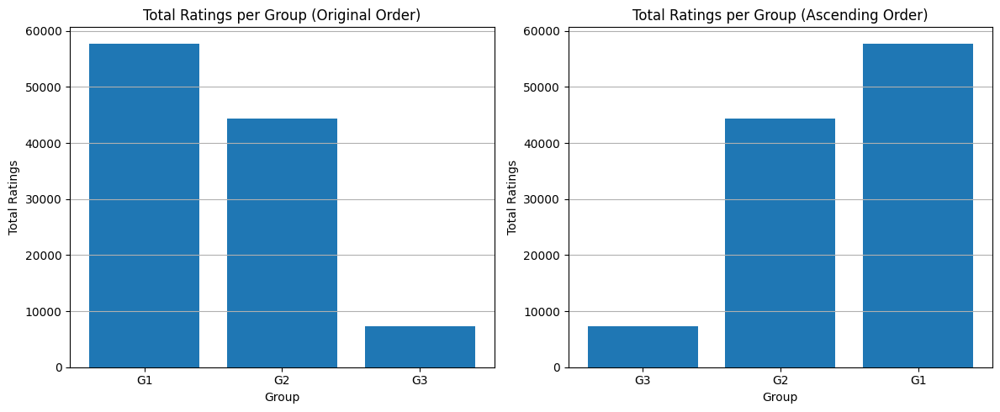 Total Ratings per Group (Original Order)
60000
50000
40000
30000
20000
10000
0
Total Ratings
G1 G2 G3
Group
Total Ratings per Group (Ascending Order)
60000
50000
40000
30000
20000
10000
0
Total Ratings
G3 G2 G1
Group